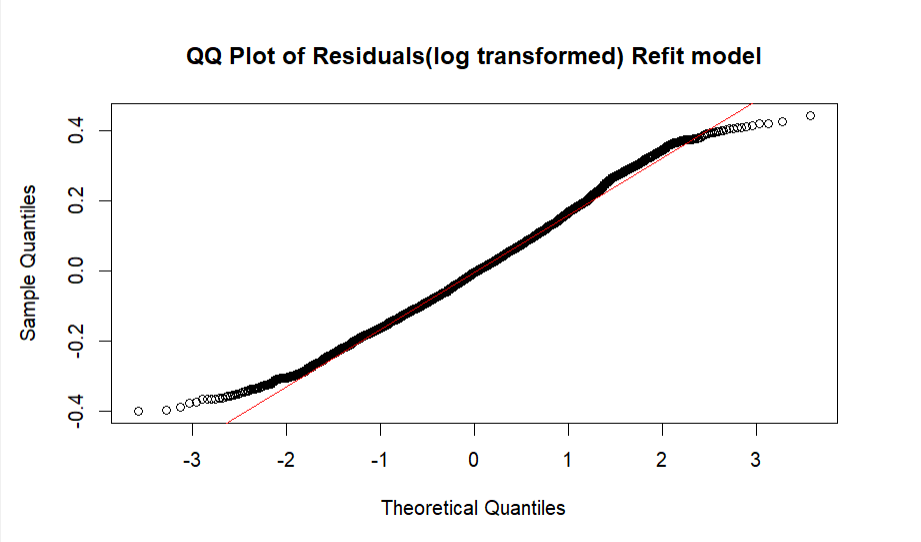 QQ Plot of Residuals(log transformed) Refit model
Sample Quantiles
0.4
0.2
0.0
-0.2
-0.4
-3 -2 -1 0 1 2 3
Theoretical Quantiles